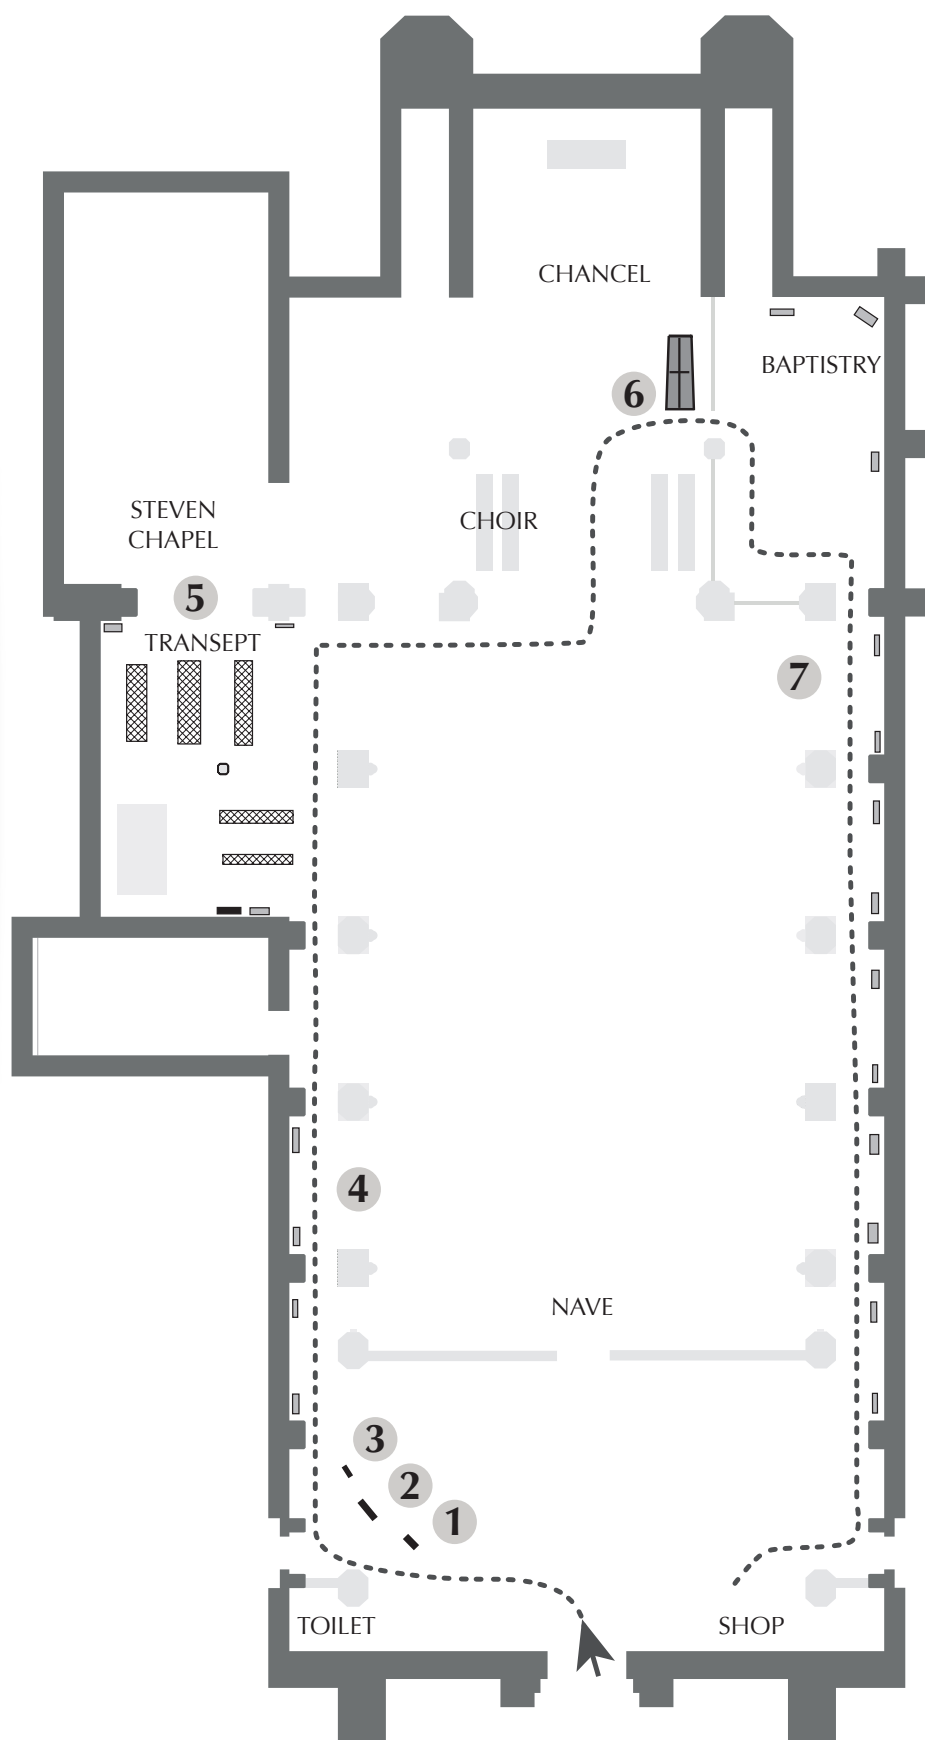 CHANCEL
BAPTISTRY
6
STEVEN
CHAPEL
CHOIR
5
TRANSEPT
7
4
NAVE
3
2
1
TOILET
SHOP